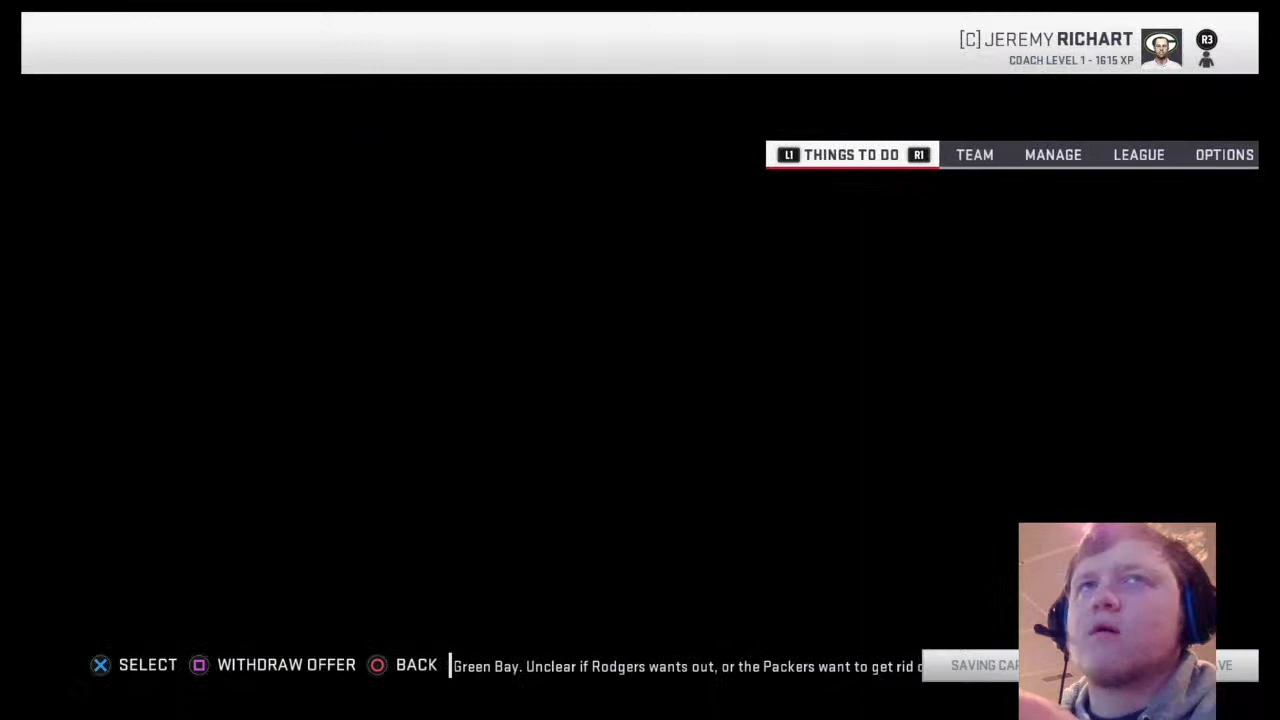 [C] JEREMY RICHART
COACH LEVEL 1 - 1615 XP
R3
L1 THINGS TO DO R1 TEAM MANAGE LEAGUE OPTIONS
SELECT WITHDRAW OFFER BACK Green Bay. Unclear if Rodgers wants out, or the Packers want to get rid SAVING